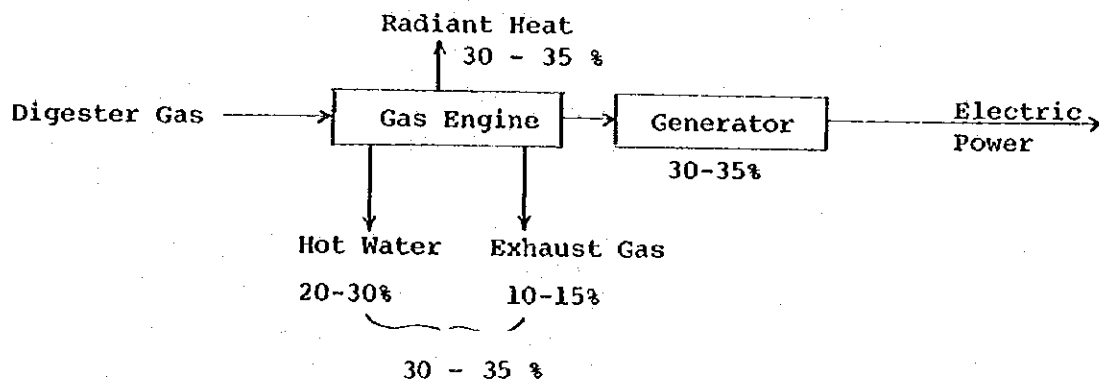 Radiant Heat
30 - 35 %
Digester Gas
Gas Engine
Generator
Electric
Power
30-35%
Hot Water
Exhaust Gas
20-30%
10-15%
30 - 35 %